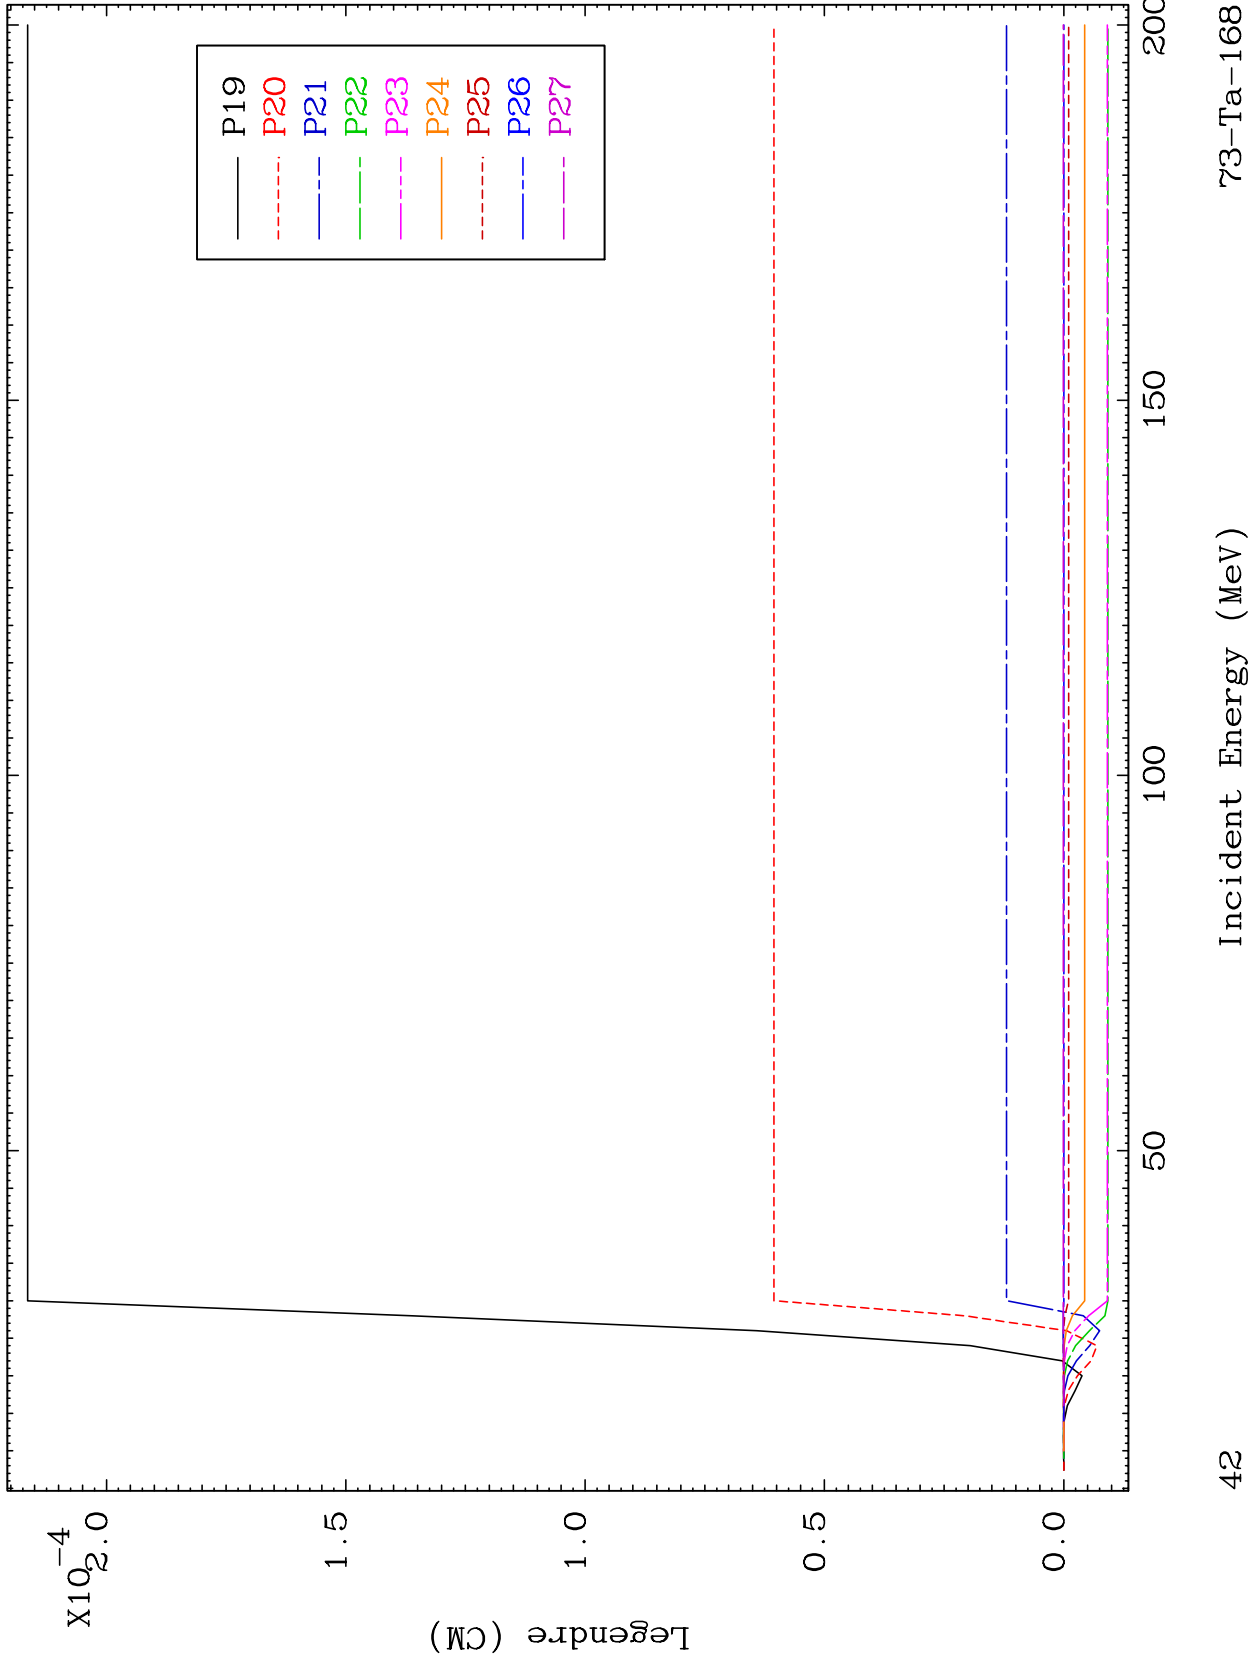 X10-4
2.0
1.5
1.0
0.5
0.0
Legendre (CM)
P19
P20
P21
P22
P23
P24
P25
P26
P27
50
100
150
200
Incident Energy (MeV)
42
73-Ta-168